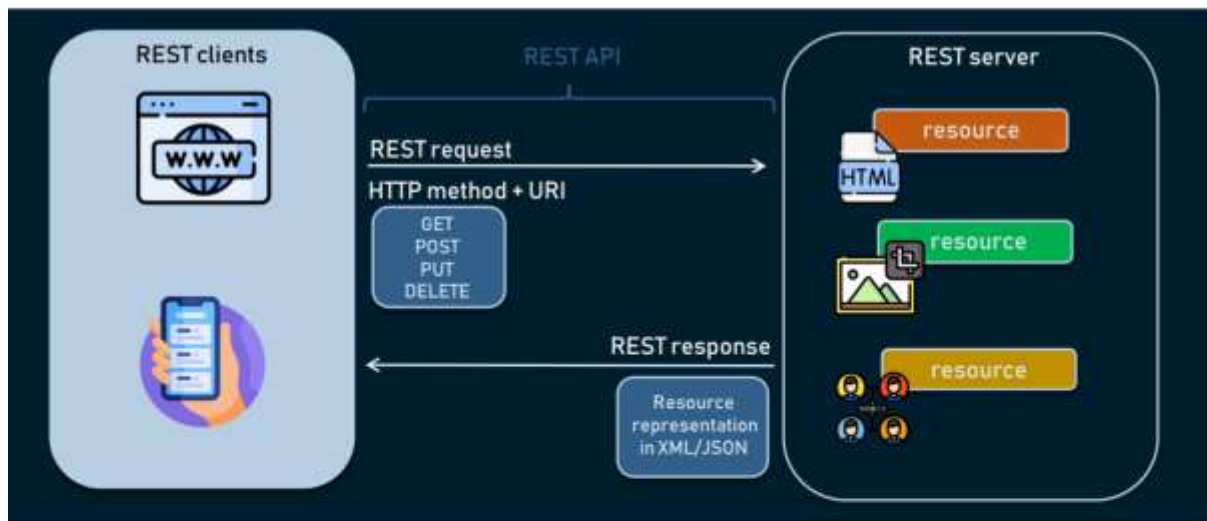 REST clients
REST API
REST server
W.W.W
REST request
HTTP method + URI
GET
POST
PUT
DELETE
REST response
Resource
representation
in XML/JSON
resource
HTML
resource
resource